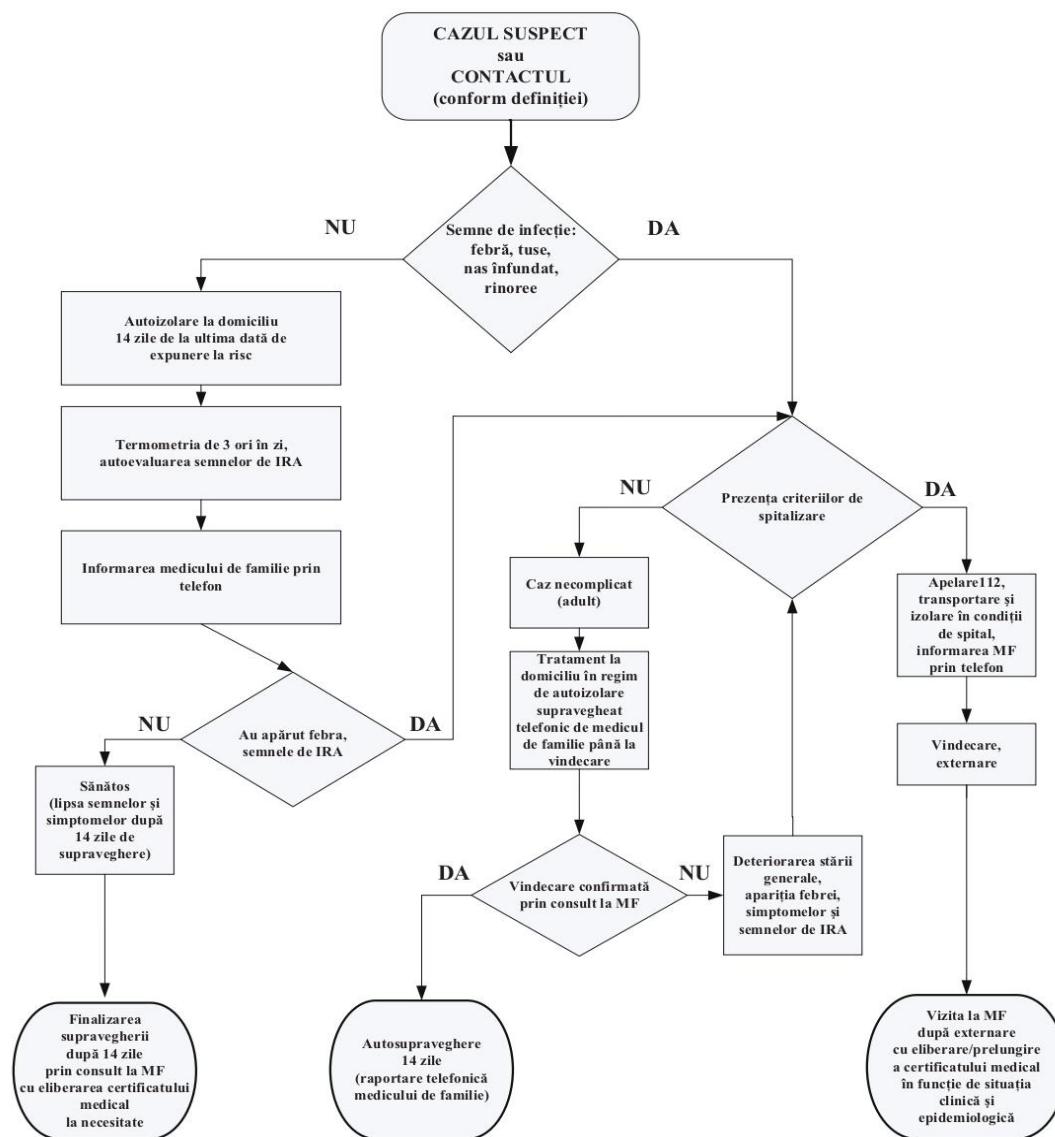 CAZUL SUSPECT
sau
CONTACTUL
(conform definiției)
NU
Semne de infecție:
febră, tuse,
nas înfundat,
rinoree
DA
Autoizolare la domiciliu
14 zile de la ultima dată de
expunere la risc
Termometria de 3 ori în zi,
autoevaluarea semnelor de IRA
Informarea medicului de familie prin
telefon
NU
Au apărut febra,
semnele de IRA
DA
Sănătos
(lipsa semnelor și
simptomelor după
14 zile de
supraveghere)
Finalizarea
supravegherii
după 14 zile
prin consult la MF
cu eliberarea certificatului
medical
la necesitate
NU
Prezența criteriilor de
spitalizare
DA
Caz necomplicat
(adult)
Tratament la
domiciliu în regim
de autoizolare
supravegheat
telefonic de medicul
de familie până la
vindecare
DA
Vindecare confirmată
prin consult la MF
NU
Deteriorarea stării
generale,
apariția febrei,
simptomelor și
semnelor de IRA
Autosupraveghere
14 zile
(raportare telefonică
medicului de familie)
Apelare112,
transportare și
izolare în condiții
de spital,
informarea MF
prin telefon
Vindecare,
externare
Vizita la MF
după externare
cu eliberare/prelungire
a certificatului medical
în funcție de situația
clinică și
epidemiologică